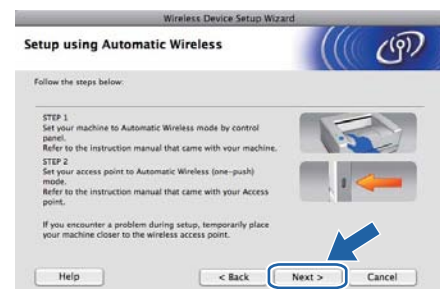 Wireless Device Setup Wizard
Setup using Automatic Wireless
Follow the steps below:
STEP 1
Set your machine to Automatic Wireless mode by control
panel.
Refer to the instruction manual that came with your machine.
STEP 2
Set your access point to Automatic Wireless (one-push)
mode.
Refer to the instruction manual that came with your Access
point.
If you encounter a problem during setup, temporarily place
your machine closer to the wireless access point.
Help
< Back
Next >
Cancel